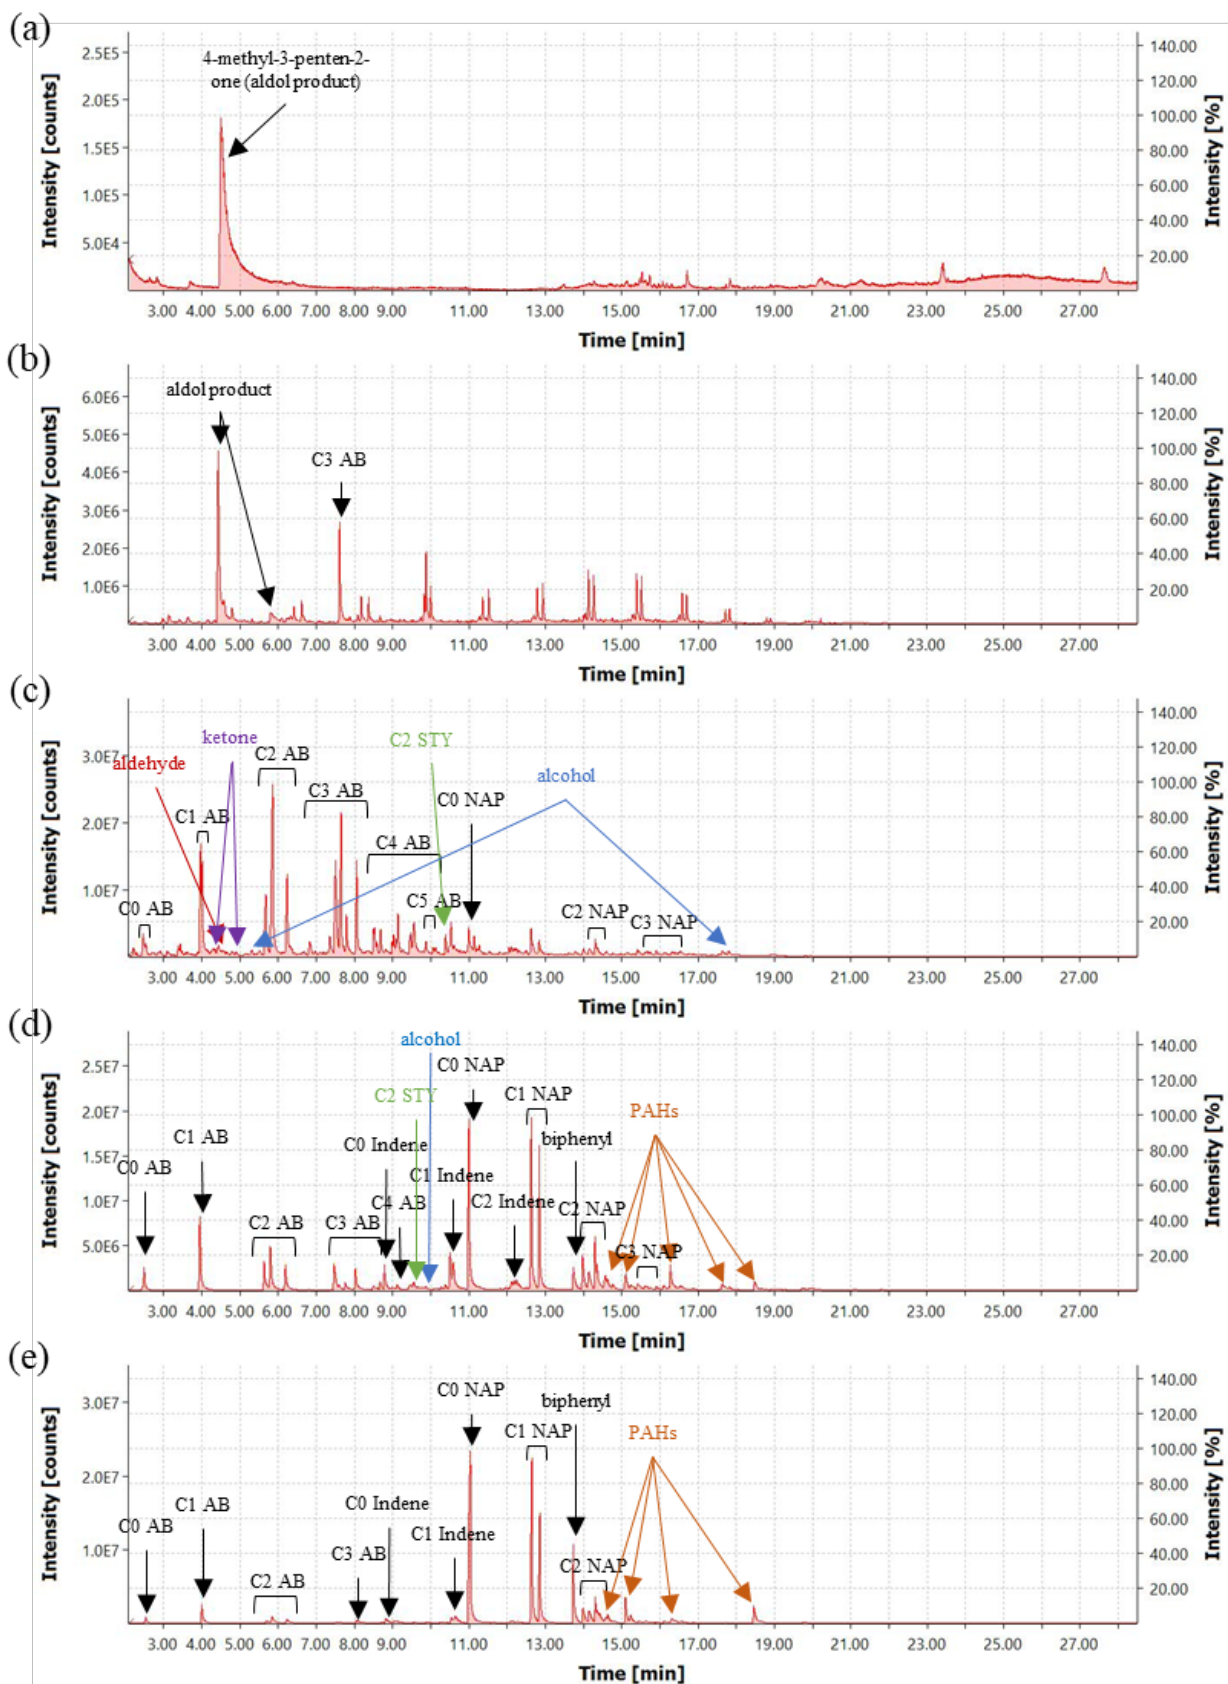 (a)
4-methyl-3-penten-2-
one (aldol product)
Intensity [counts]
2.5E5
2.0E5
1.5E5
1.0E5
5.0E4
140.00
120.00
100.00
80.00
60.00
40.00
20.00
Intensity [%]
3.00 4.00 5.00 6.00 7.00 8.00 9.00 11.00 13.00 15.00 17.00 19.00 21.00 23.00 25.00 27.00
Time [min]
(b)
aldol product
C3 AB
Intensity [counts]
6.0E6
5.0E6
4.0E6
3.0E6
2.0E6
1.0E6
140.00
120.00
100.00
80.00
60.00
40.00
20.00
Intensity [%]
3.00 4.00 5.00 6.00 7.00 8.00 9.00 11.00 13.00 15.00 17.00 19.00 21.00 23.00 25.00 27.00
Time [min]
(c)
aldehyde
ketone
C2 AB
C2 STY
alcohol
C1 AB
C3 AB
C0 NAP
C4 AB
C0 AB
C5 AB
C2 NAP
C3 NAP
Intensity [counts]
3.0E7
2.0E7
1.0E7
140.00
120.00
100.00
80.00
60.00
40.00
20.00
Intensity [%]
3.00 4.00 5.00 6.00 7.00 8.00 9.00 11.00 13.00 15.00 17.00 19.00 21.00 23.00 25.00 27.00
Time [min]
(d)
alcohol
C0 NAP
C2 STY
C1 NAP
PAHs
C1 AB
C0 Indene
biphenyl
C0 AB
C1 Indene
C4 AB
C2 Indene
C2 NAP
C2 AB
C3 AB
C3 NAP
Intensity [counts]
2.5E7
2.0E7
1.5E7
1.0E7
5.0E6
140.00
120.00
100.00
80.00
60.00
40.00
20.00
Intensity [%]
3.00 4.00 5.00 6.00 7.00 8.00 9.00 11.00 13.00 15.00 17.00 19.00 21.00 23.00 25.00 27.00
Time [min]
(e)
C0 NAP
biphenyl
C1 NAP
PAHs
C1 AB
C0 Indene
C0 AB
C1 Indene
C3 AB
C2 NAP
C2 AB
Intensity [counts]
3.0E7
2.0E7
1.0E7
140.00
120.00
100.00
80.00
60.00
40.00
20.00
Intensity [%]
3.00 4.00 5.00 6.00 7.00 8.00 9.00 11.00 13.00 15.00 17.00 19.00 21.00 23.00 25.00 27.00
Time [min]